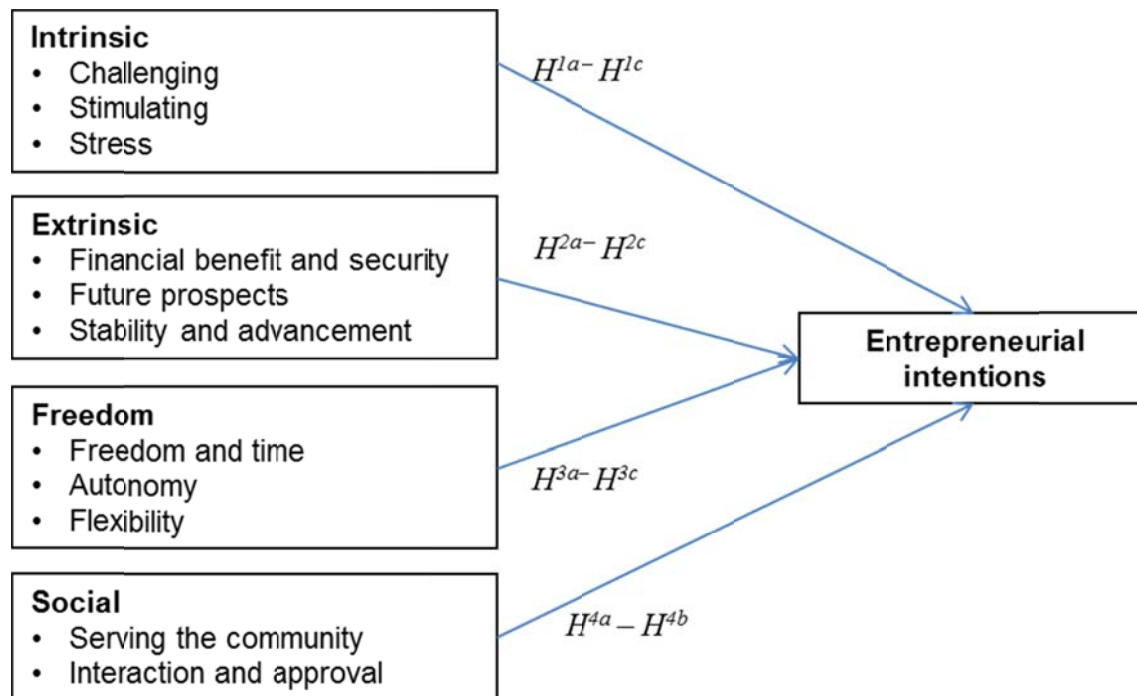 Intrinsic
• Challenging
• Stimulating
• Stress
H1a– H1c
Extrinsic
• Financial benefit and security
• Future prospects
• Stability and advancement
H2a– H2c
Entrepreneurial
intentions
Freedom
• Freedom and time
• Autonomy
• Flexibility
H3a– H3c
Social
• Serving the community
• Interaction and approval
H4a – H4b